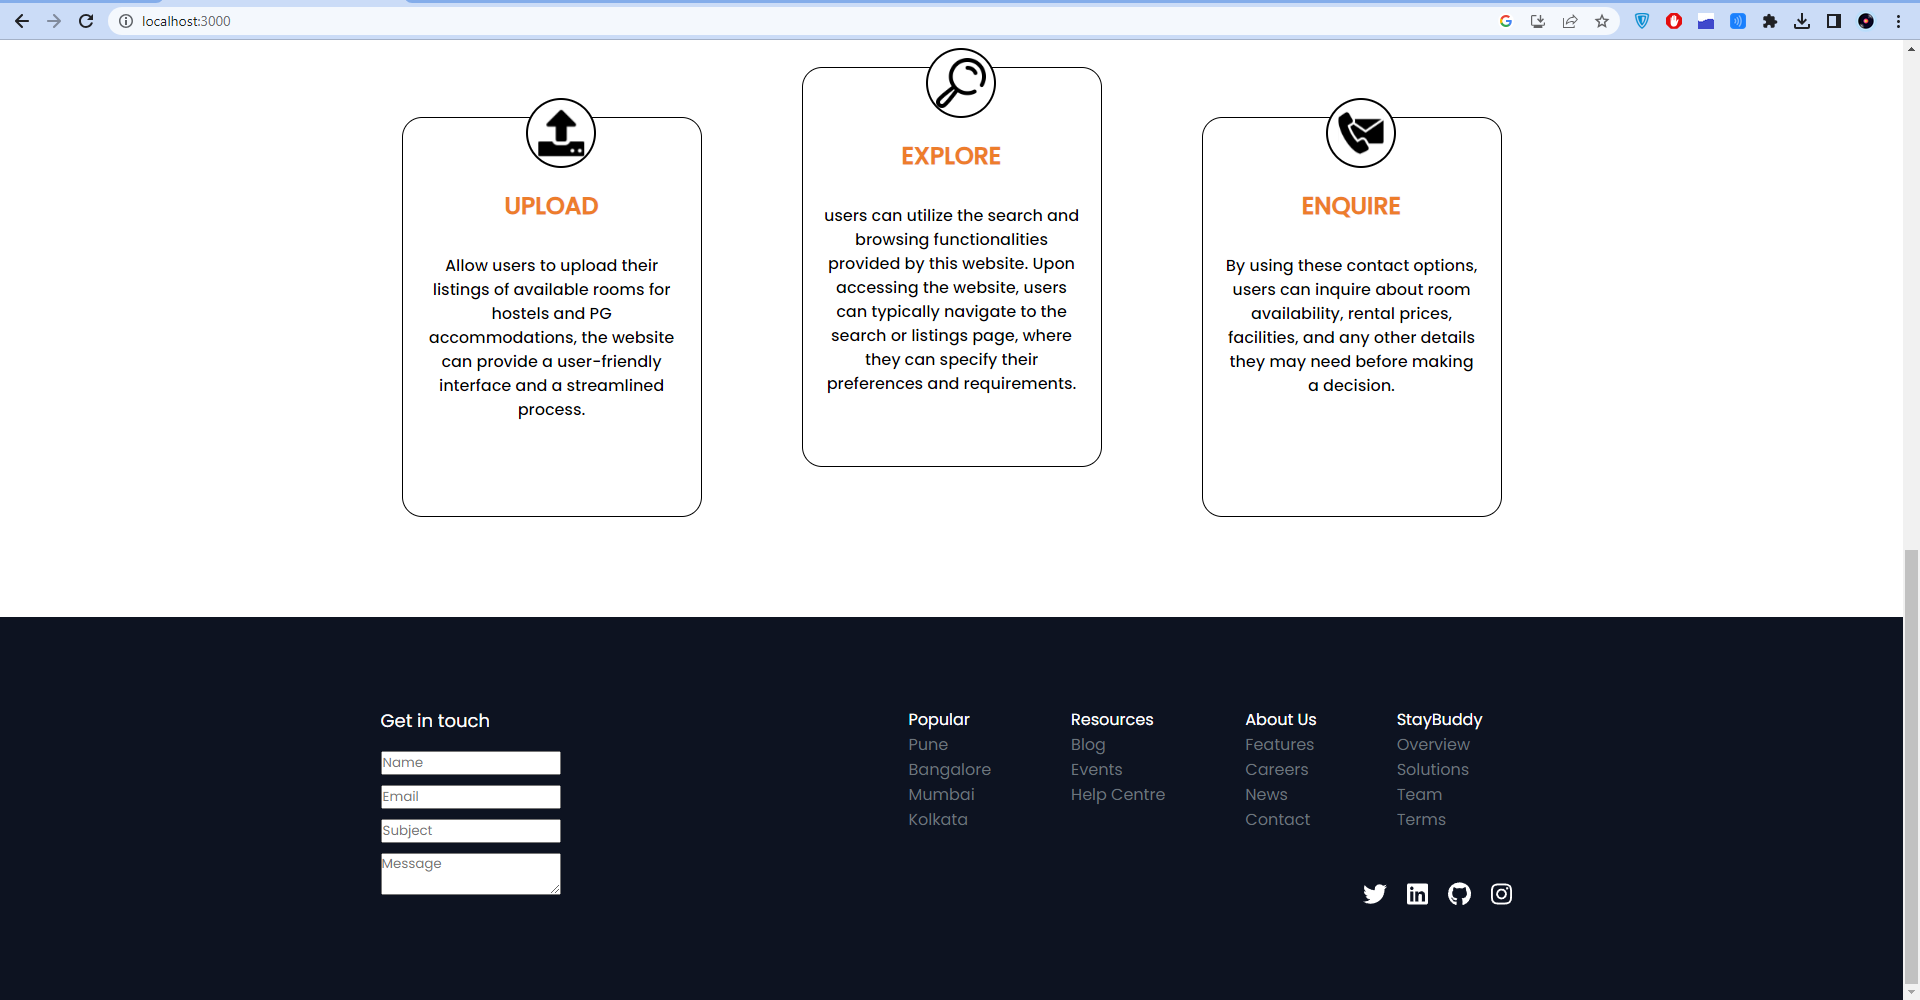 localhost:3000
UPLOAD
Allow users to upload their
listings of available rooms for
hostels and PG
accommodations, the website
can provide a user-friendly
interface and a streamlined
process.
EXPLORE
users can utilize the search and
browsing functionalities
provided by this website. Upon
accessing the website, users
can typically navigate to the
search or listings page, where
they can specify their
preferences and requirements.
ENQUIRE
By using these contact options,
users can inquire about room
availability, rental prices,
facilities, and any other details
they may need before making
a decision.
Get in touch
Name
Email
Subject
Message
Popular
Pune
Bangalore
Mumbai
Kolkata
Resources
Blog
Events
Help Centre
About Us
Features
Careers
News
Contact
StayBuddy
Overview
Solutions
Team
Terms